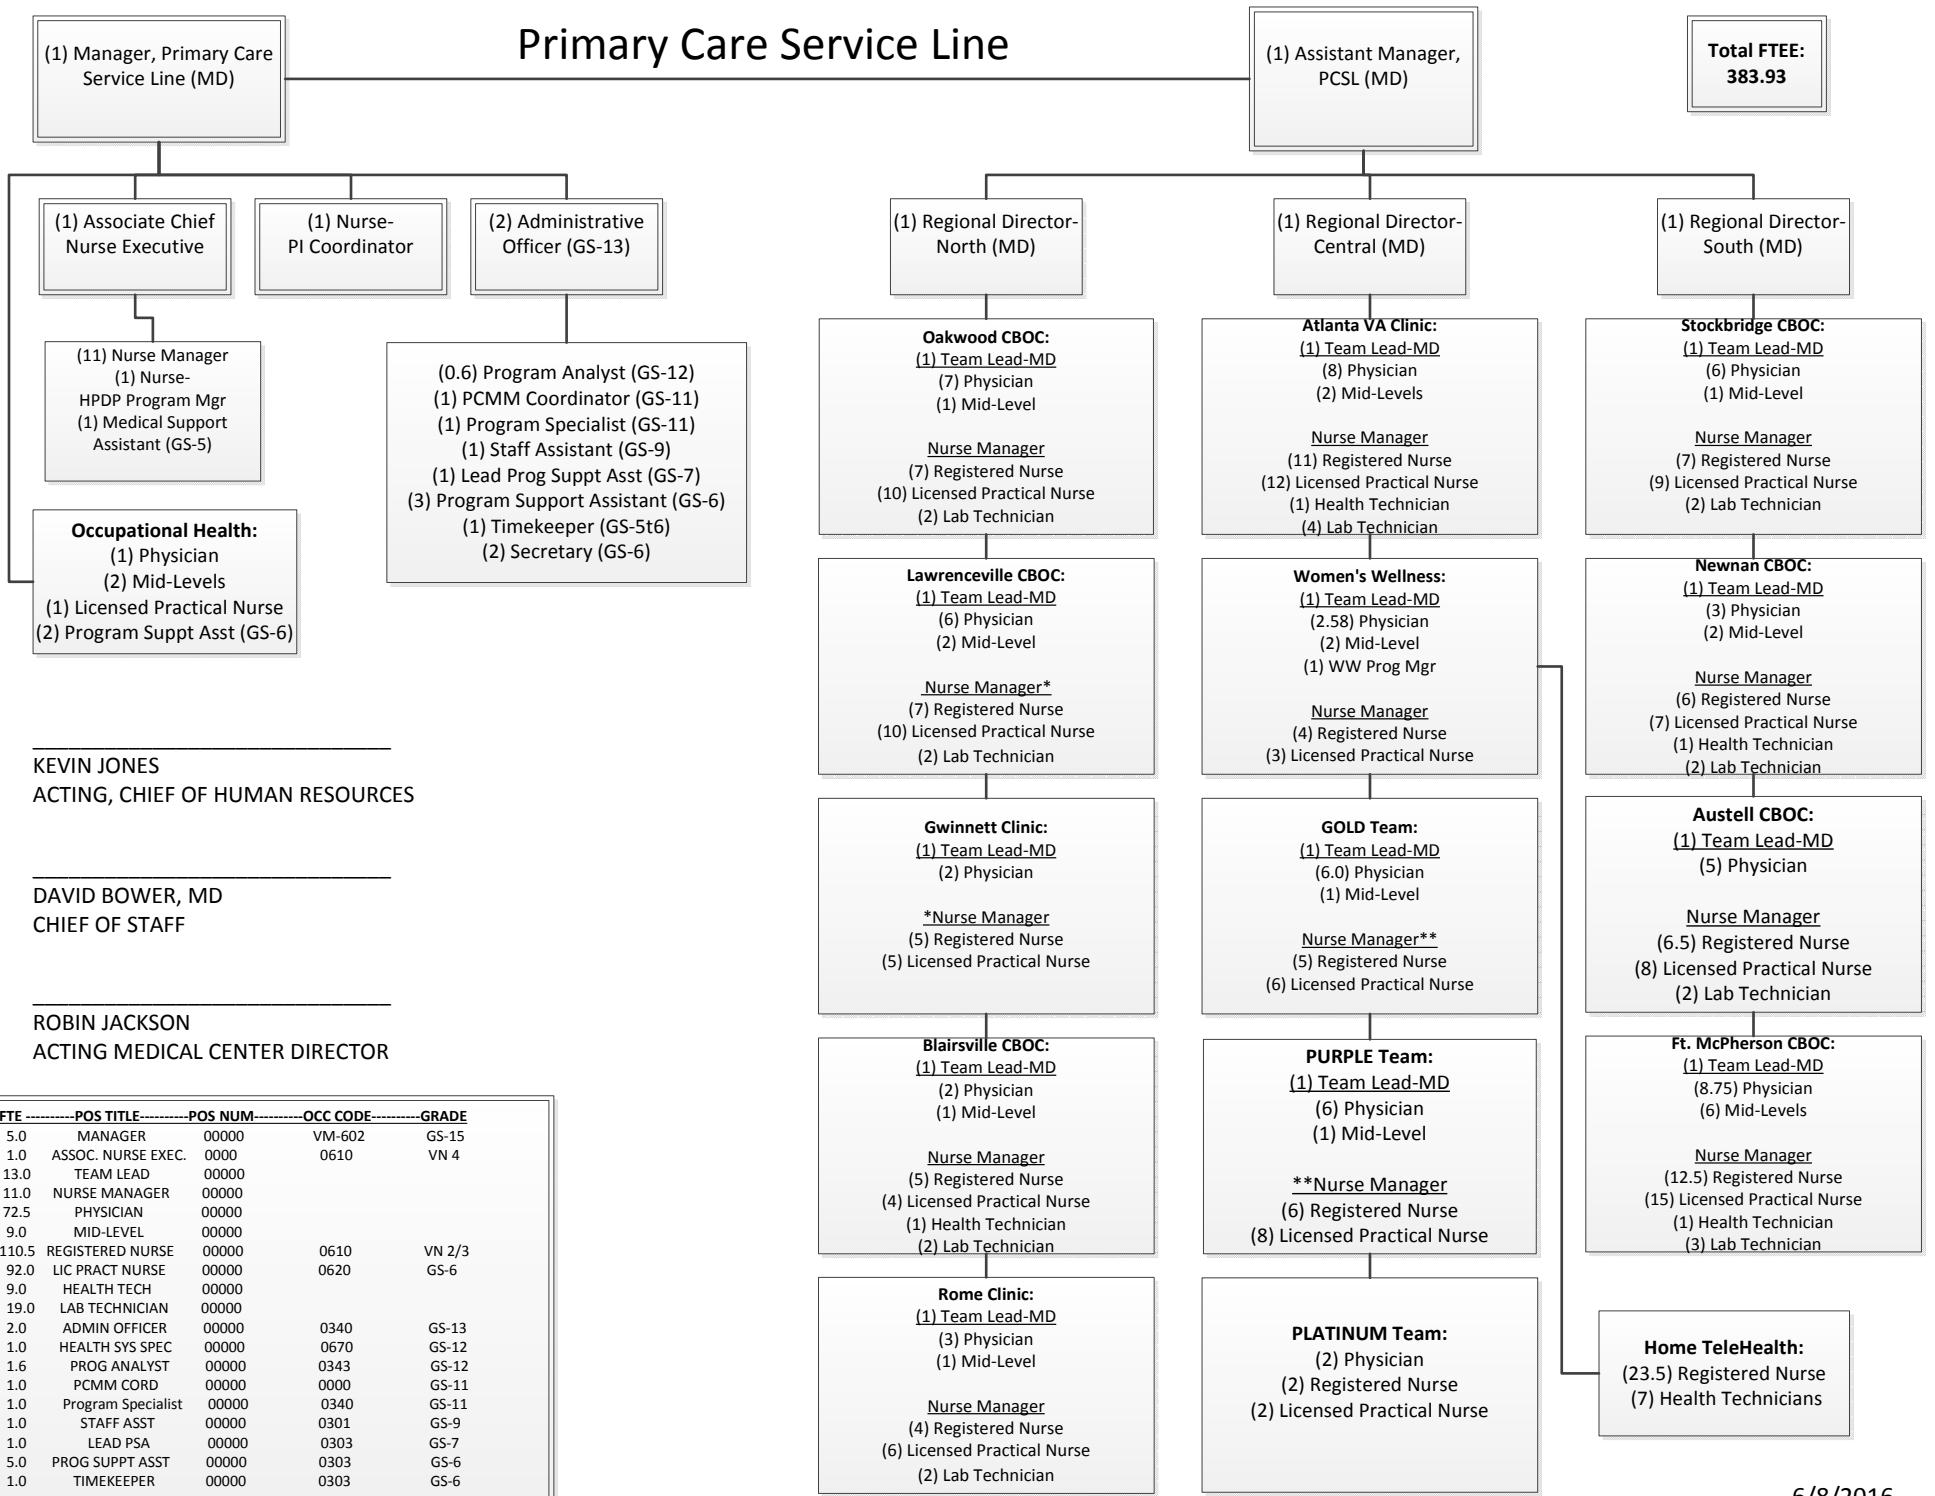 Primary Care Service Line
(1) Manager, Primary Care
Service Line (MD)
(1) Assistant Manager,
PCSL (MD)
Total FTEE:
383.93
(1) Associate Chief
Nurse Executive
(1) Nurse-
PI Coordinator
(2) Administrative
Officer (GS-13)
(11) Nurse Manager
(1) Nurse-
HPDP Program Mgr
(1) Medical Support
Assistant (GS-5)
(0.6) Program Analyst (GS-12)
(1) PCMM Coordinator (GS-11)
(1) Program Specialist (GS-11)
(1) Staff Assistant (GS-9)
(1) Lead Prog Suppt Asst (GS-7)
(3) Program Support Assistant (GS-6)
(1) Timekeeper (GS-5t6)
(2) Secretary (GS-6)
Occupational Health:
(1) Physician
(2) Mid-Levels
(1) Licensed Practical Nurse
(2) Program Suppt Asst (GS-6)
(1) Regional Director-
North (MD)
Oakwood CBOC:
(1) Team Lead-MD
(7) Physician
(1) Mid-Level
Nurse Manager
(7) Registered Nurse
(10) Licensed Practical Nurse
(2) Lab Technician
Lawrenceville CBOC:
(1) Team Lead-MD
(6) Physician
(2) Mid-Level
Nurse Manager*
(7) Registered Nurse
(10) Licensed Practical Nurse
(2) Lab Technician
Gwinnett Clinic:
(1) Team Lead-MD
(2) Physician
*Nurse Manager
(5) Registered Nurse
(5) Licensed Practical Nurse
Blairsville CBOC:
(1) Team Lead-MD
(2) Physician
(1) Mid-Level
Nurse Manager
(5) Registered Nurse
(4) Licensed Practical Nurse
(1) Health Technician
(2) Lab Technician
Rome Clinic:
(1) Team Lead-MD
(3) Physician
(1) Mid-Level
Nurse Manager
(4) Registered Nurse
(6) Licensed Practical Nurse
(2) Lab Technician
(1) Regional Director-
Central (MD)
Atlanta VA Clinic:
(1) Team Lead-MD
(8) Physician
(2) Mid-Levels
Nurse Manager
(11) Registered Nurse
(12) Licensed Practical Nurse
(1) Health Technician
(4) Lab Technician
Women's Wellness:
(1) Team Lead-MD
(2.58) Physician
(2) Mid-Level
(1) WW Prog Mgr
Nurse Manager
(4) Registered Nurse
(3) Licensed Practical Nurse
GOLD Team:
(1) Team Lead-MD
(6.0) Physician
(1) Mid-Level
Nurse Manager**
(5) Registered Nurse
(6) Licensed Practical Nurse
PURPLE Team:
(1) Team Lead-MD
(6) Physician
(1) Mid-Level
**Nurse Manager
(6) Registered Nurse
(8) Licensed Practical Nurse
PLATINUM Team:
(2) Physician
(2) Registered Nurse
(2) Licensed Practical Nurse
(1) Regional Director-
South (MD)
Stockbridge CBOC:
(1) Team Lead-MD
(6) Physician
(1) Mid-Level
Nurse Manager
(7) Registered Nurse
(9) Licensed Practical Nurse
(2) Lab Technician
Newnan CBOC:
(1) Team Lead-MD
(3) Physician
(2) Mid-Level
Nurse Manager
(6) Registered Nurse
(7) Licensed Practical Nurse
(1) Health Technician
(2) Lab Technician
Austell CBOC:
(1) Team Lead-MD
(5) Physician
Nurse Manager
(6.5) Registered Nurse
(8) Licensed Practical Nurse
(2) Lab Technician
Ft. McPherson CBOC:
(1) Team Lead-MD
(8.75) Physician
(6) Mid-Levels
Nurse Manager
(12.5) Registered Nurse
(15) Licensed Practical Nurse
(1) Health Technician
(3) Lab Technician
Home TeleHealth:
(23.5) Registered Nurse
(7) Health Technicians
KEVIN JONES
ACTING, CHIEF OF HUMAN RESOURCES
DAVID BOWER, MD
CHIEF OF STAFF
ROBIN JACKSON
ACTING MEDICAL CENTER DIRECTOR
FTE ----------POS TITLE----------POS NUM----------OCC CODE----------GRADE
5.0 MANAGER 00000 VM-602 GS-15
1.0 ASSOC. NURSE EXEC. 0000 0610 VN 4
13.0 TEAM LEAD 00000
11.0 NURSE MANAGER 00000
72.5 PHYSICIAN 00000
9.0 MID-LEVEL 00000
110.5 REGISTERED NURSE 00000 0610 VN 2/3
92.0 LIC PRACT NURSE 00000 0620 GS-6
9.0 HEALTH TECH 00000
19.0 LAB TECHNICIAN 00000
2.0 ADMIN OFFICER 00000 0340 GS-13
1.0 HEALTH SYS SPEC 00000 0670 GS-12
1.6 PROG ANALYST 00000 0343 GS-12
1.0 PCMM CORD 00000 0000 GS-11
1.0 Program Specialist 00000 0340 GS-11
1.0 STAFF ASST 00000 0301 GS-9
1.0 LEAD PSA 00000 0303 GS-7
5.0 PROG SUPPT ASST 00000 0303 GS-6
1.0 TIMEKEEPER 00000 0303 GS-6
6/8/2016